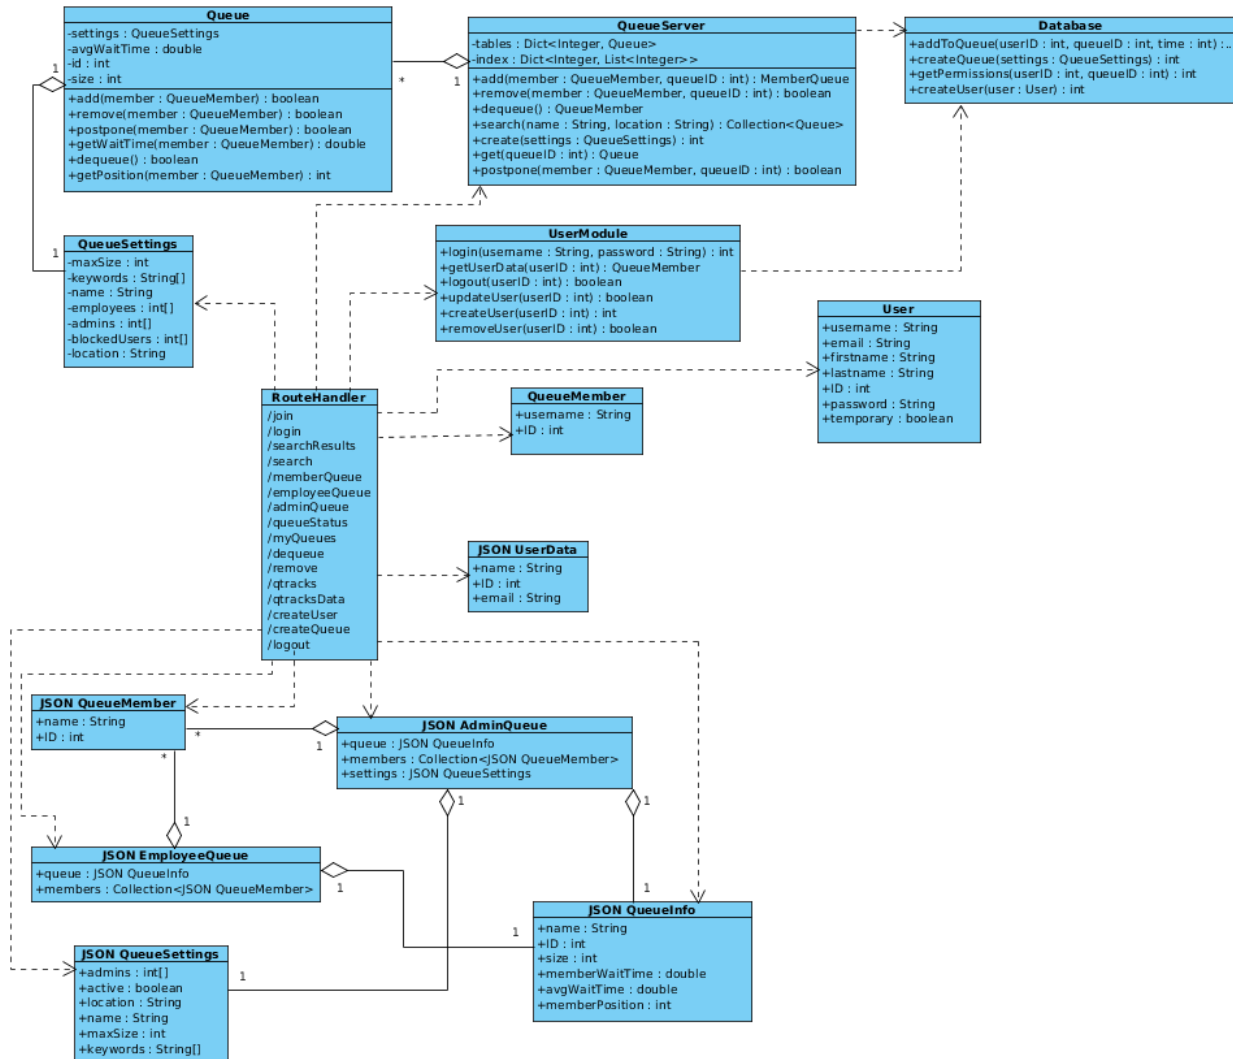 Queue
-settings : QueueSettings
-avgWaitTime : double
-id : int
-size : int
+add(member : QueueMember) : boolean
+remove(member : QueueMember) : boolean
+postpone(member : QueueMember) : boolean
+getWaitTime(member : QueueMember) : double
+dequeue() : boolean
+getPosition(member : QueueMember) : int
1
*
1
QueueServer
-tables : Dict<Integer, Queue>
-index : Dict<Integer, List<Integer>>
+add(member : QueueMember, queueID : int) : MemberQueue
+remove(member : QueueMember, queueID : int) : boolean
+dequeue() : QueueMember
+search(name : String, location : String) : Collection<Queue>
+create(settings : QueueSettings) : int
+get(queueID : int) : Queue
+postpone(member : QueueMember, queueID : int) : boolean
Database
+addToQueue(userID : int, queueID : int, time : int) :..
+createQueue(settings : QueueSettings) : int
+getPermissions(userID : int, queueID : int) : int
+createUser(user : User) : int
1
QueueSettings
-maxSize : int
-keywords : String[]
-name : String
-employees : int[]
-admins : int[]
-blockedUsers : int[]
-location : String
UserModule
+login(username : String, password : String) : int
+getUserData(userID : int) : QueueMember
+logout(userID : int) : boolean
+updateUser(userID : int) : boolean
+createUser(userID : int) : int
+removeUser(userID : int) : boolean
User
+username : String
+email : String
+firstname : String
+lastname : String
+ID : int
+password : String
+temporary : boolean
RouteHandler
/join
/login
/searchResults
/search
/memberQueue
/employeeQueue
/adminQueue
/queueStatus
/myQueues
/dequeue
/remove
/qtracks
/qtracksData
/createUser
/createQueue
/logout
QueueMember
+username : String
+ID : int
JSON UserData
+name : String
+ID : int
+email : String
JSON QueueMember
+name : String
+ID : int
*
1
*
1
JSON AdminQueue
+queue : JSON QueueInfo
+members : Collection<JSON QueueMember>
+settings : JSON QueueSettings
1
1
JSON EmployeeQueue
+queue : JSON QueueInfo
+members : Collection<JSON QueueMember>
1
1
1
JSON QueueInfo
+name : String
+ID : int
+size : int
+memberWaitTime : double
+avgWaitTime : double
+memberPosition : int
JSON QueueSettings
+admins : int[]
+active : boolean
+location : String
+name : String
+maxSize : int
+keywords : String[]
1